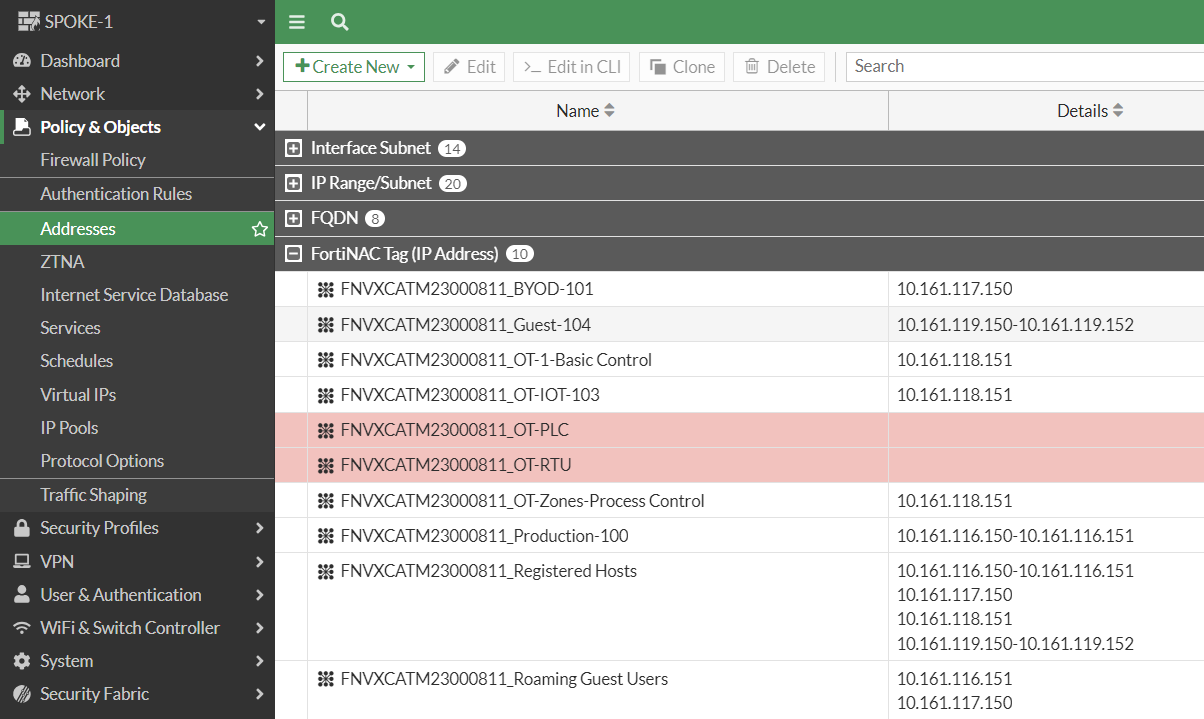 SPOKE-1
Dashboard
Network
Policy & Objects
Firewall Policy
Authentication Rules
Addresses
ZTNA
Internet Service Database
Services
Schedules
Virtual IPs
IP Pools
Protocol Options
Traffic Shaping
Security Profiles
VPN
User & Authentication
WiFi & Switch Controller
System
Security Fabric
Create New Edit Edit in CLI Clone Delete Search
Name Details
Interface Subnet 14
IP Range/Subnet 20
FQDN 8
FortiNAC Tag (IP Address) 10
FNVXCATM23000811_BYOD-101 10.161.117.150
FNVXCATM23000811_Guest-104 10.161.119.150-10.161.119.152
FNVXCATM23000811_OT-1-Basic Control 10.161.118.151
FNVXCATM23000811_OT-IOT-103 10.161.118.151
FNVXCATM23000811_OT-PLC
FNVXCATM23000811_OT-RTU
FNVXCATM23000811_OT-Zones-Process Control 10.161.118.151
FNVXCATM23000811_Production-100 10.161.116.150-10.161.116.151
FNVXCATM23000811_Registered Hosts 10.161.116.150-10.161.116.151
10.161.117.150
10.161.118.151
10.161.119.150-10.161.119.152
FNVXCATM23000811_Roaming Guest Users 10.161.116.151
10.161.117.150